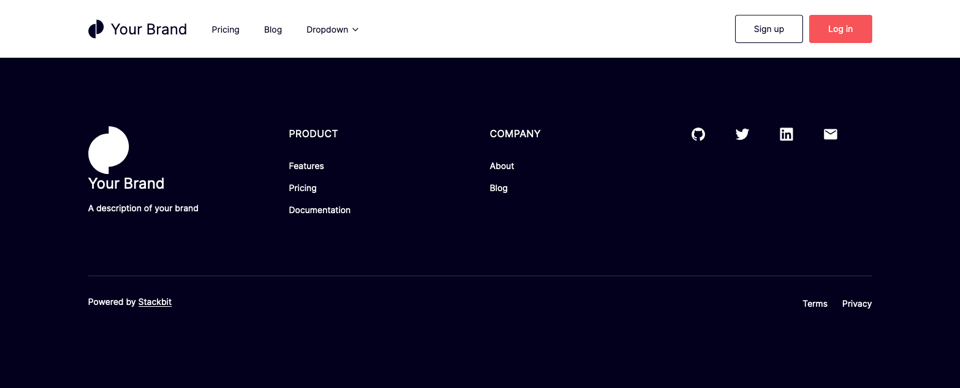 Your Brand Pricing Blog Dropdown Sign up Log in
Your Brand
A description of your brand
PRODUCT
Features
Pricing
Documentation
COMPANY
About
Blog
Powered by Stackbit
Terms Privacy